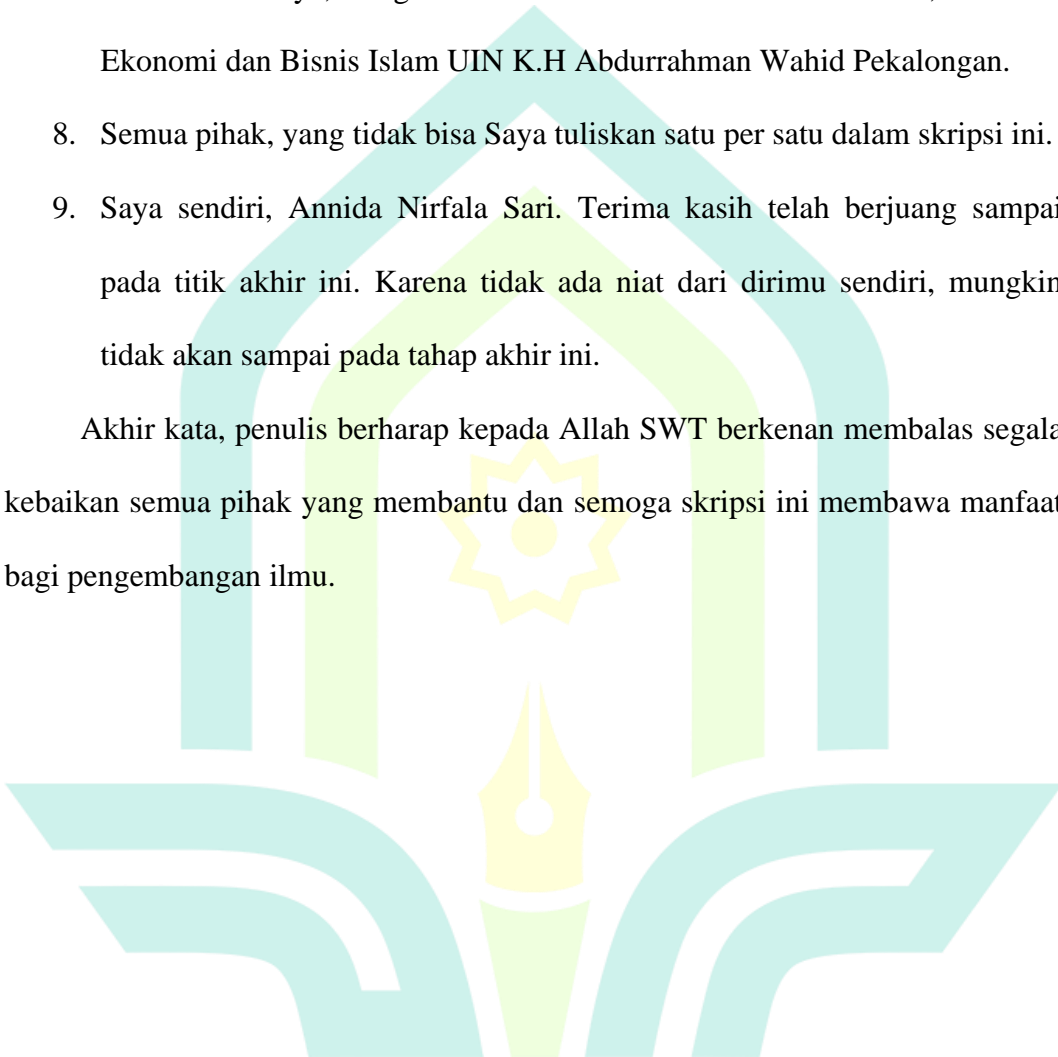 Ekonomi dan Bisnis Islam UIN K.H Abdurrahman Wahid Pekalongan.
8. Semua pihak, yang tidak bisa Saya tuliskan satu per satu dalam skripsi ini.
9. Saya sendiri, Annida Nirfala Sari. Terima kasih telah berjuang sampai
pada titik akhir ini. Karena tidak ada niat dari dirimu sendiri, mungkin
tidak akan sampai pada tahap akhir ini.
Akhir kata, penulis berharap kepada Allah SWT berkenan membalas segala
kebaikan semua pihak yang membantu dan semoga skripsi ini membawa manfaat
bagi pengembangan ilmu.